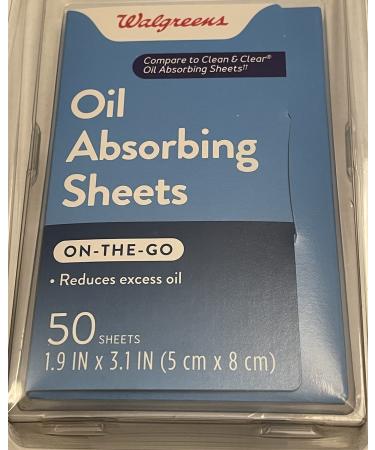 Walgreens
Compare to Clean & Clear®
Oil Absorbing Sheets††
Oil
Absorbing
Sheets
ON-THE-GO
• Reduces excess oil
50 SHEETS
1.9 IN x 3.1 IN (5 cm x 8 cm)